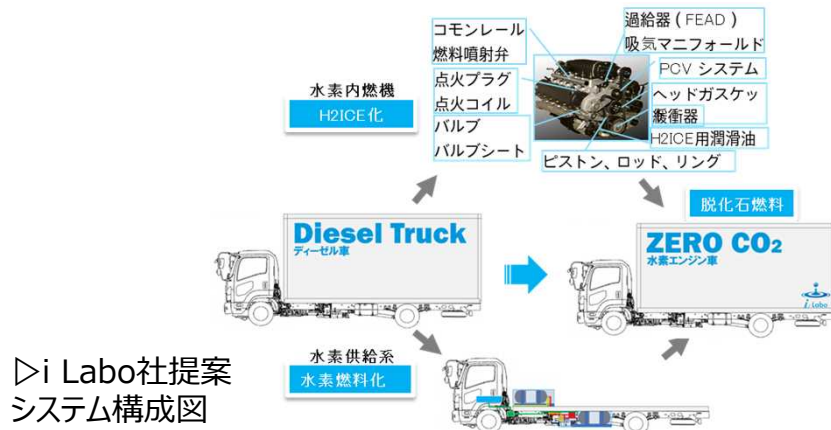 コモンレール
燃料噴射弁
点火プラグ
点火コイル
バルブ
バルブシート
過給器 ( FEAD )
吸気マニフォールド
PCV システム
ヘッドガスケッ
緩衝器
H2ICE用潤滑油
ピストン、ロッド、リング
水素内燃機
H2ICE化
脱化石燃料
Diesel Truck
ディーゼル車
ZERO CO2
水素エンジン車
i Labo
水素供給系
水素燃料化
▷i Labo社提案
システム構成図